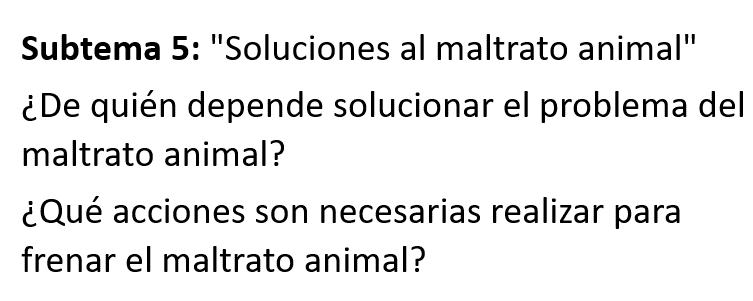 Subtema 5: "Soluciones al maltrato animal"
¿De quién depende solucionar el problema del
maltrato animal?
¿Qué acciones son necesarias realizar para
frenar el maltrato animal?